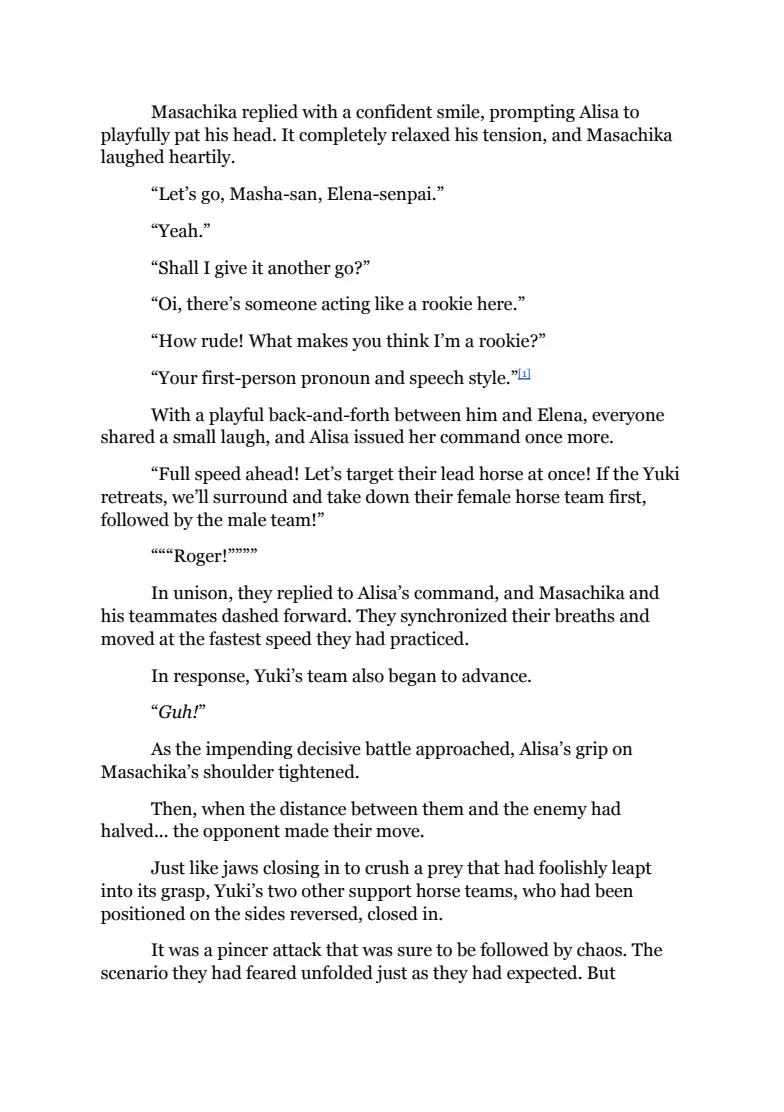 Masachika replied with a confident smile, prompting Alisa to
playfully pat his head. It completely relaxed his tension, and Masachika
laughed heartily.
“Let’s go, Masha-san, Elena-senpai.”
“Yeah.”
“Shall I give it another go?”
“Oi, there’s someone acting like a rookie here.”
“How rude! What makes you think I’m a rookie?”
“Your first-person pronoun and speech style.”[1]
With a playful back-and-forth between him and Elena, everyone
shared a small laugh, and Alisa issued her command once more.
“Full speed ahead! Let’s target their lead horse at once! If the Yuki
retreats, we’ll surround and take down their female horse team first,
followed by the male team!”
“““Roger!””””
In unison, they replied to Alisa’s command, and Masachika and
his teammates dashed forward. They synchronized their breaths and
moved at the fastest speed they had practiced.
In response, Yuki’s team also began to advance.
“Guh!”
As the impending decisive battle approached, Alisa’s grip on
Masachika’s shoulder tightened.
Then, when the distance between them and the enemy had
halved... the opponent made their move.
Just like jaws closing in to crush a prey that had foolishly leapt
into its grasp, Yuki’s two other support horse teams, who had been
positioned on the sides reversed, closed in.
It was a pincer attack that was sure to be followed by chaos. The
scenario they had feared unfolded just as they had expected. But